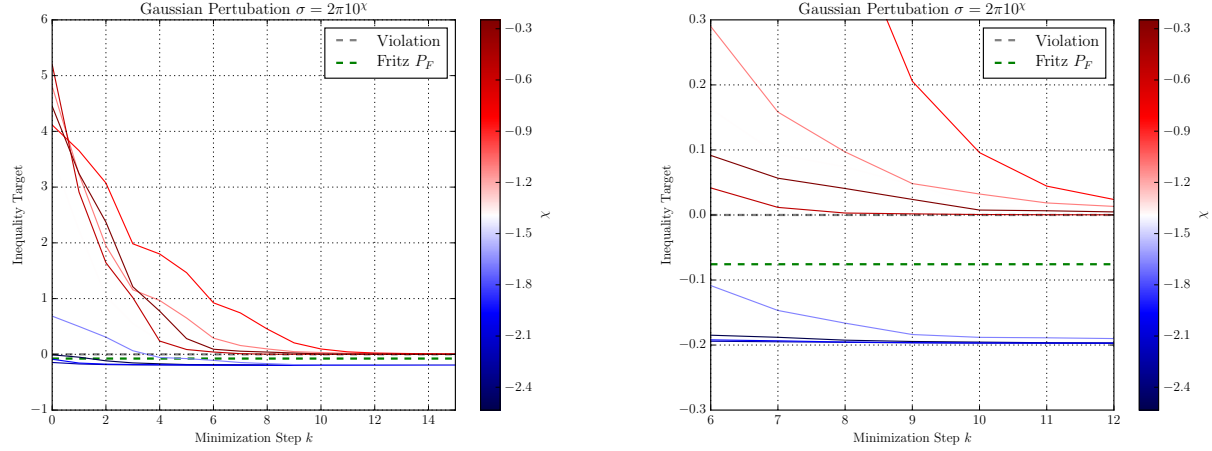 Gaussian Pertubation σ = 2π10^χ
6
5
4
3
2
1
0
−1
Inequality Target
0 2 4 6 8 10 12 14
Minimization Step k
Violation
Fritz P_F
−0.3
−0.6
−0.9
−1.2
−1.5
−1.8
−2.1
−2.4
χ
Gaussian Pertubation σ = 2π10^χ
0.3
0.2
0.1
0.0
−0.1
−0.2
−0.3
Inequality Target
6 7 8 9 10 11 12
Minimization Step k
Violation
Fritz P_F
−0.3
−0.6
−0.9
−1.2
−1.5
−1.8
−2.1
−2.4
χ